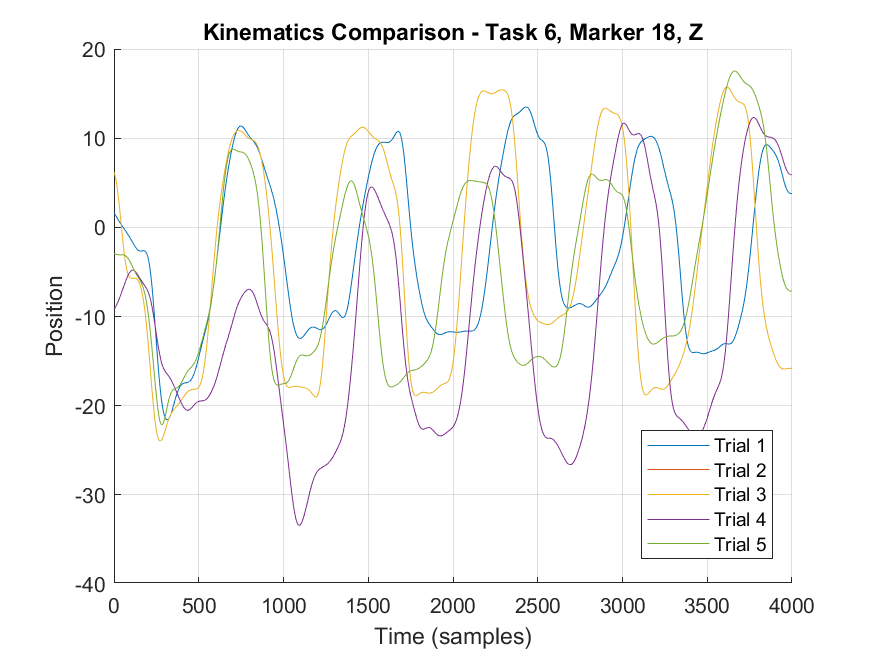 Kinematics Comparison - Task 6, Marker 18, Z
20
10
0
-10
-20
-30
-40
Position
0 500 1000 1500 2000 2500 3000 3500 4000
Time (samples)
Trial 1
Trial 2
Trial 3
Trial 4
Trial 5